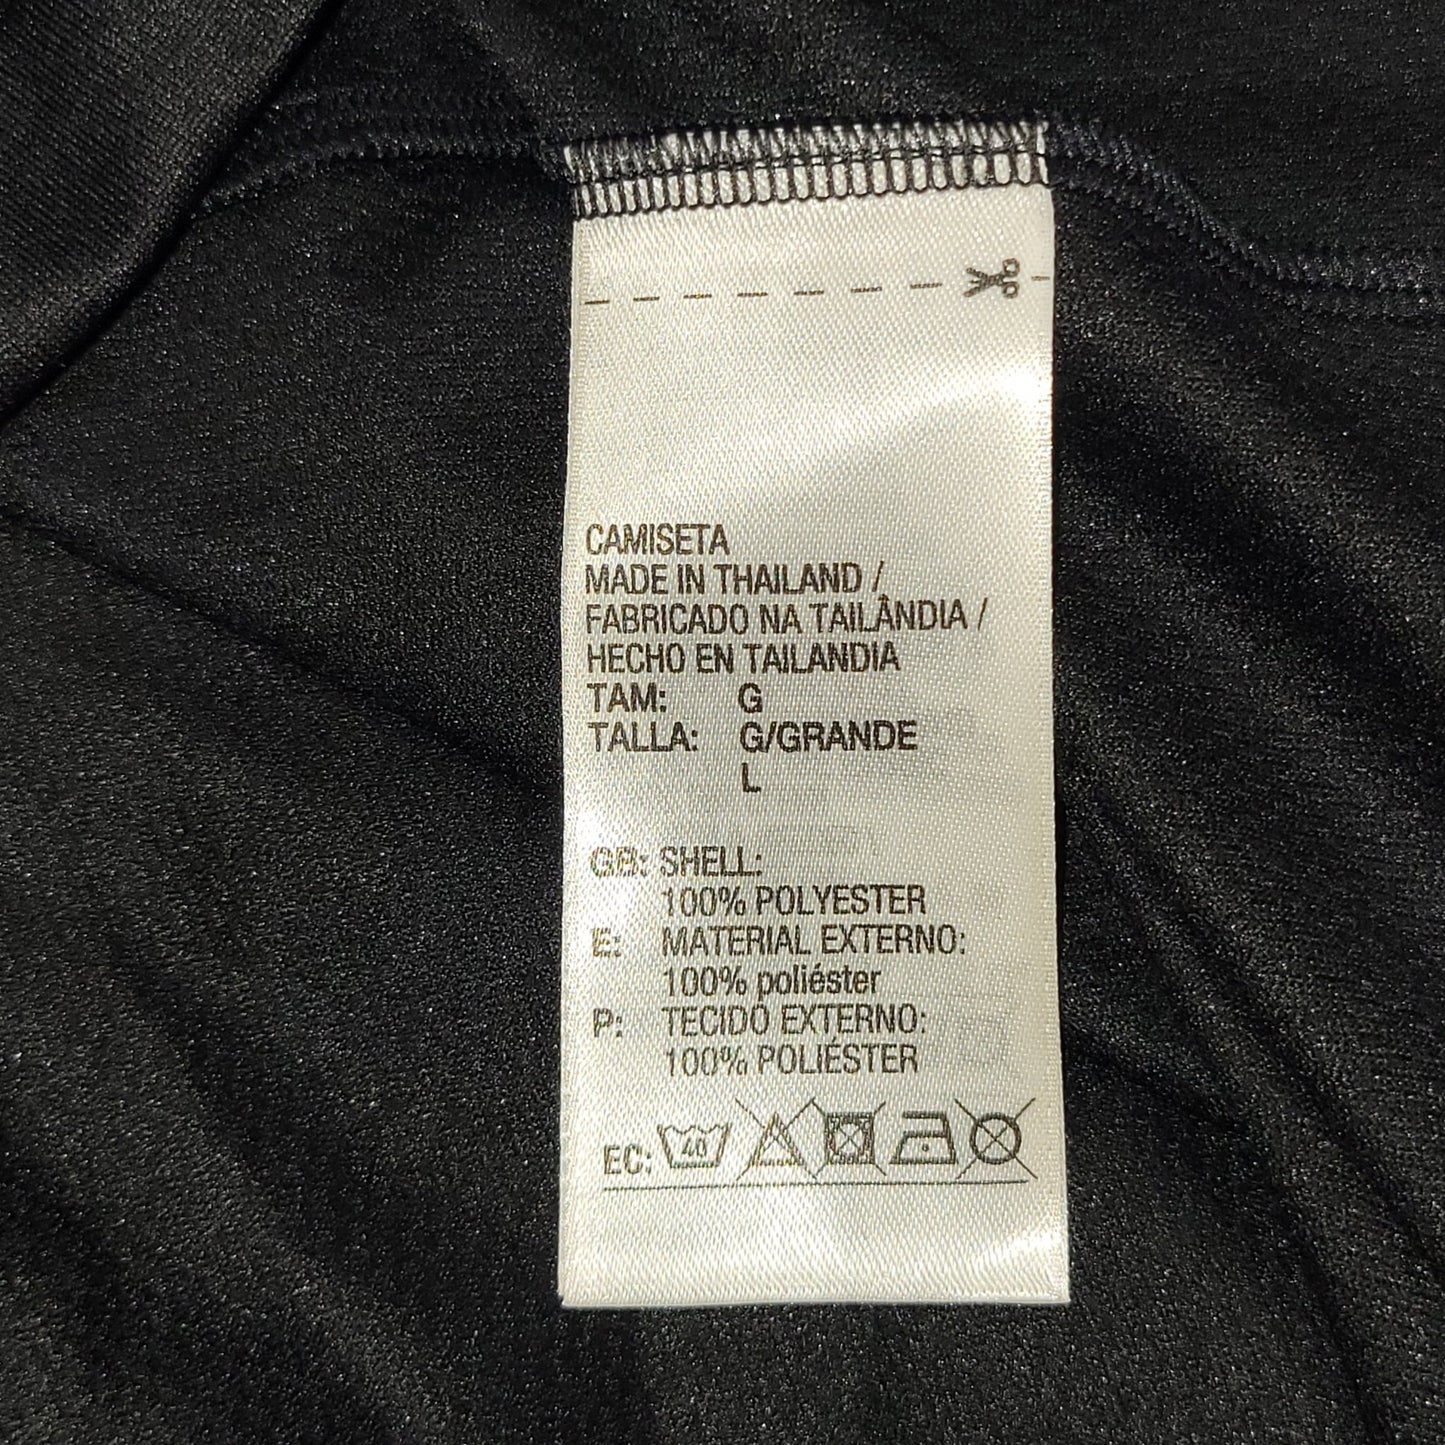 CAMISETA
MADE IN THAILAND /
FABRICADO NA TAILÂNDIA /
HECHO EN TAILANDIA
TAM: G
TALLA: G/GRANDE
L
GB: SHELL:
100% POLYESTER
E: MATERIAL EXTERNO:
100% poliéster
P: TECIDO EXTERNO:
100% POLIÉSTER
EC: 40